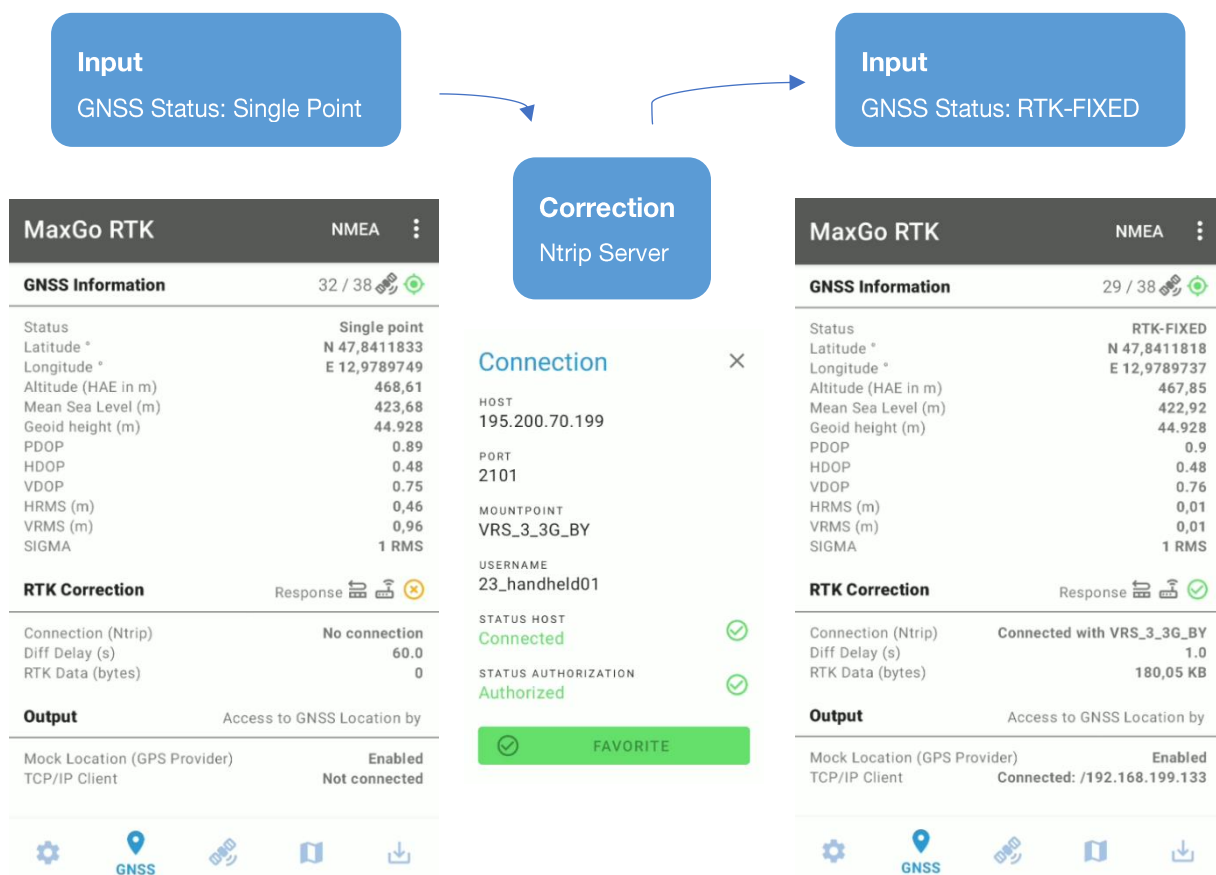 Input
GNSS Status: Single Point
Input
GNSS Status: RTK-FIXED
Correction
Ntrip Server
MaxGo RTK NMEA
GNSS Information 32 / 38
Status Single point
Latitude ° N 47,8411833
Longitude ° E 12,9789749
Altitude (HAE in m) 468,61
Mean Sea Level (m) 423,68
Geoid height (m) 44.928
PDOP 0.89
HDOP 0.48
VDOP 0.75
HRMS (m) 0,46
VRMS (m) 0,96
SIGMA 1 RMS
RTK Correction Response
Connection (Ntrip) No connection
Diff Delay (s) 60.0
RTK Data (bytes) 0
Output Access to GNSS Location by
Mock Location (GPS Provider) Enabled
TCP/IP Client Not connected
GNSS
Connection
HOST
195.200.70.199
PORT
2101
MOUNTPOINT
VRS_3_3G_BY
USERNAME
23_handheld01
STATUS HOST
Connected
STATUS AUTHORIZATION
Authorized
FAVORITE
MaxGo RTK NMEA
GNSS Information 29 / 38
Status RTK-FIXED
Latitude ° N 47,8411818
Longitude ° E 12,9789737
Altitude (HAE in m) 467,85
Mean Sea Level (m) 422,92
Geoid height (m) 44.928
PDOP 0.9
HDOP 0.48
VDOP 0.76
HRMS (m) 0,01
VRMS (m) 0,01
SIGMA 1 RMS
RTK Correction Response
Connection (Ntrip) Connected with VRS_3_3G_BY
Diff Delay (s) 1.0
RTK Data (bytes) 180,05 KB
Output Access to GNSS Location by
Mock Location (GPS Provider) Enabled
TCP/IP Client Connected: /192.168.199.133
GNSS